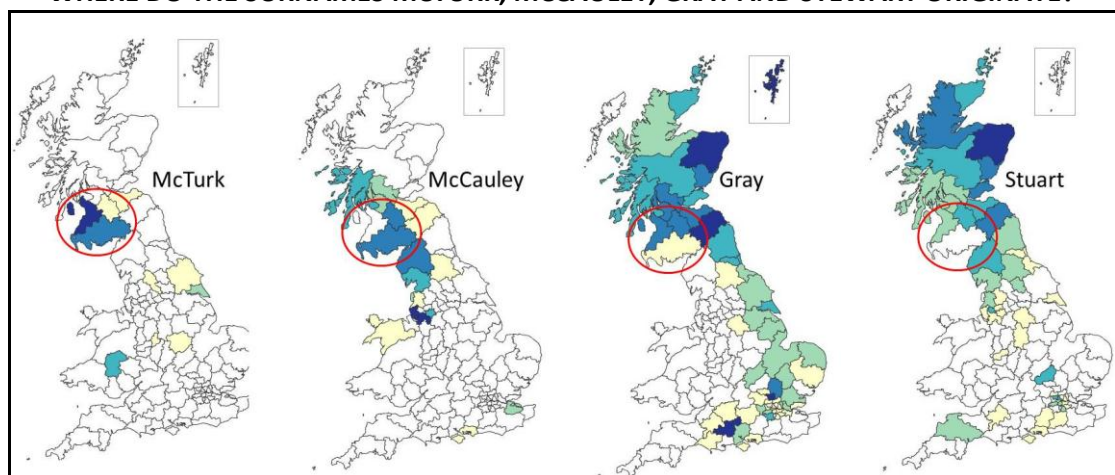 WHERE DO THE SURNAMES MCTURK, MCCAULEY, GRAY AND STEWART ORIGINATE?
McTurk
McCauley
Gray
Stuart